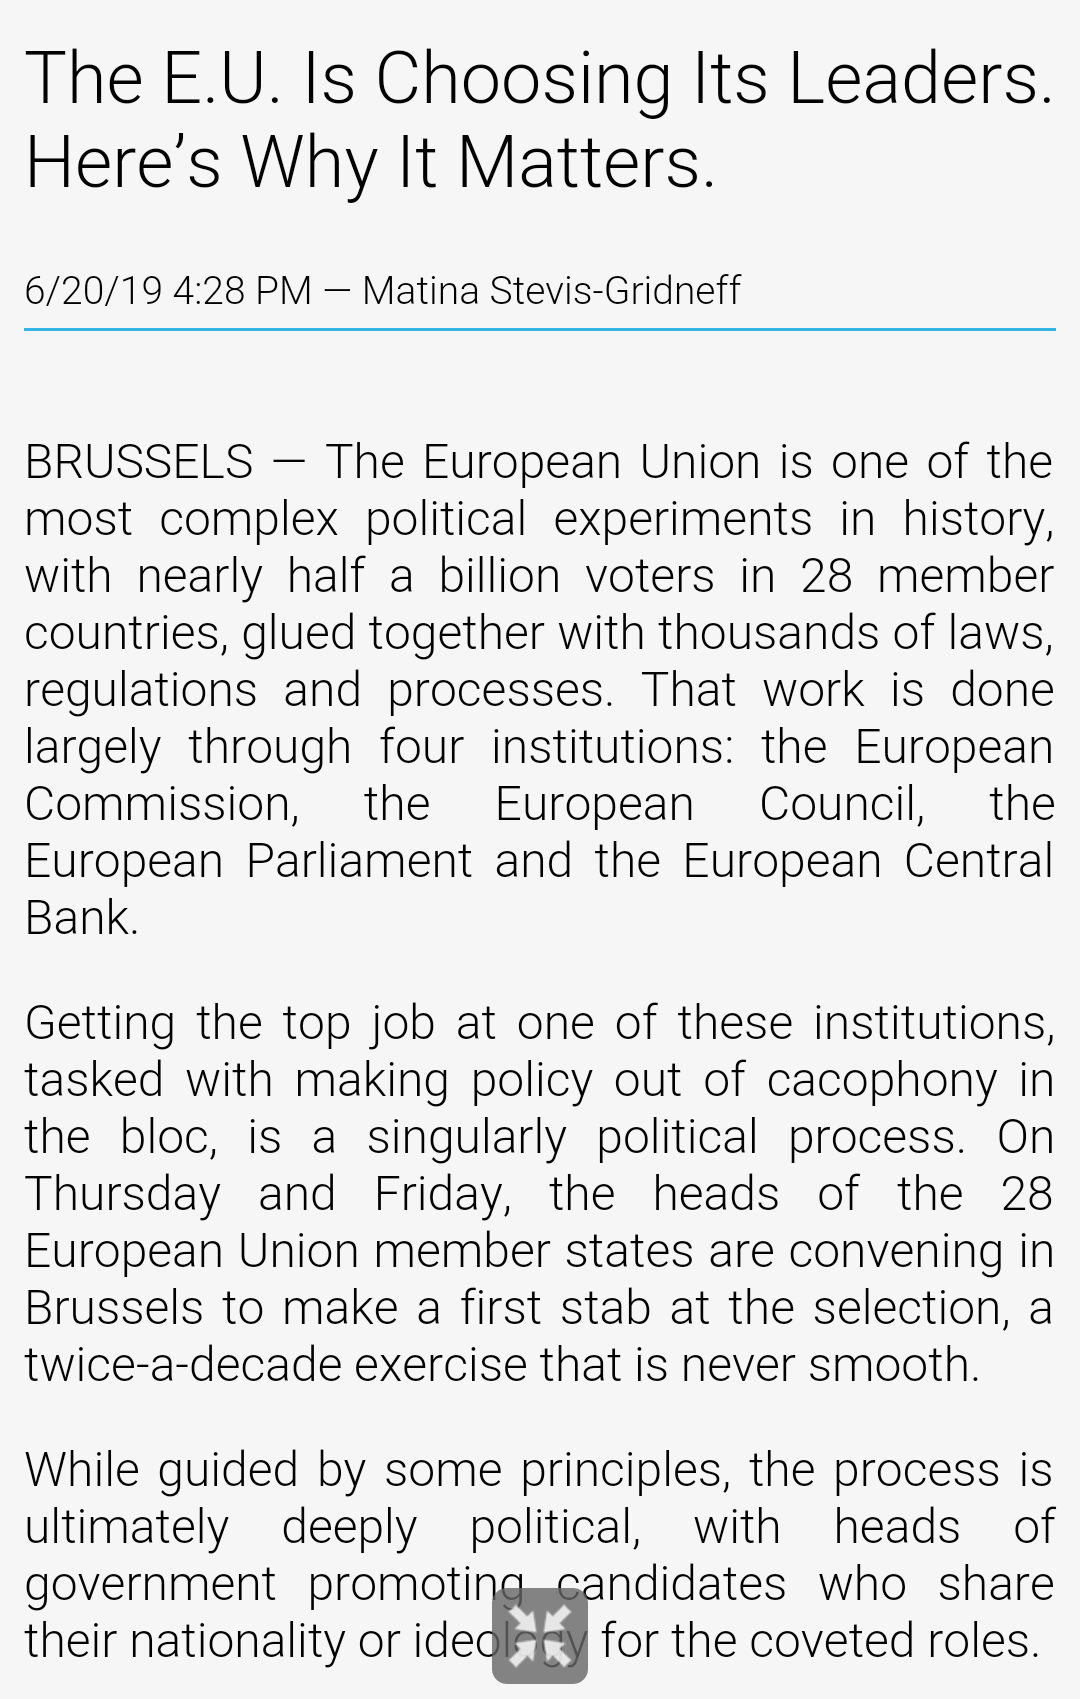 The E.U. Is Choosing Its Leaders.
Here’s Why It Matters.
6/20/19 4:28 PM — Matina Stevis-Gridneff
BRUSSELS — The European Union is one of the
most complex political experiments in history,
with nearly half a billion voters in 28 member
countries, glued together with thousands of laws,
regulations and processes. That work is done
largely through four institutions: the European
Commission, the European Council, the
European Parliament and the European Central
Bank.
Getting the top job at one of these institutions,
tasked with making policy out of cacophony in
the bloc, is a singularly political process. On
Thursday and Friday, the heads of the 28
European Union member states are convening in
Brussels to make a first stab at the selection, a
twice-a-decade exercise that is never smooth.
While guided by some principles, the process is
ultimately deeply political, with heads of
government promoting candidates who share
their nationality or ideology for the coveted roles.